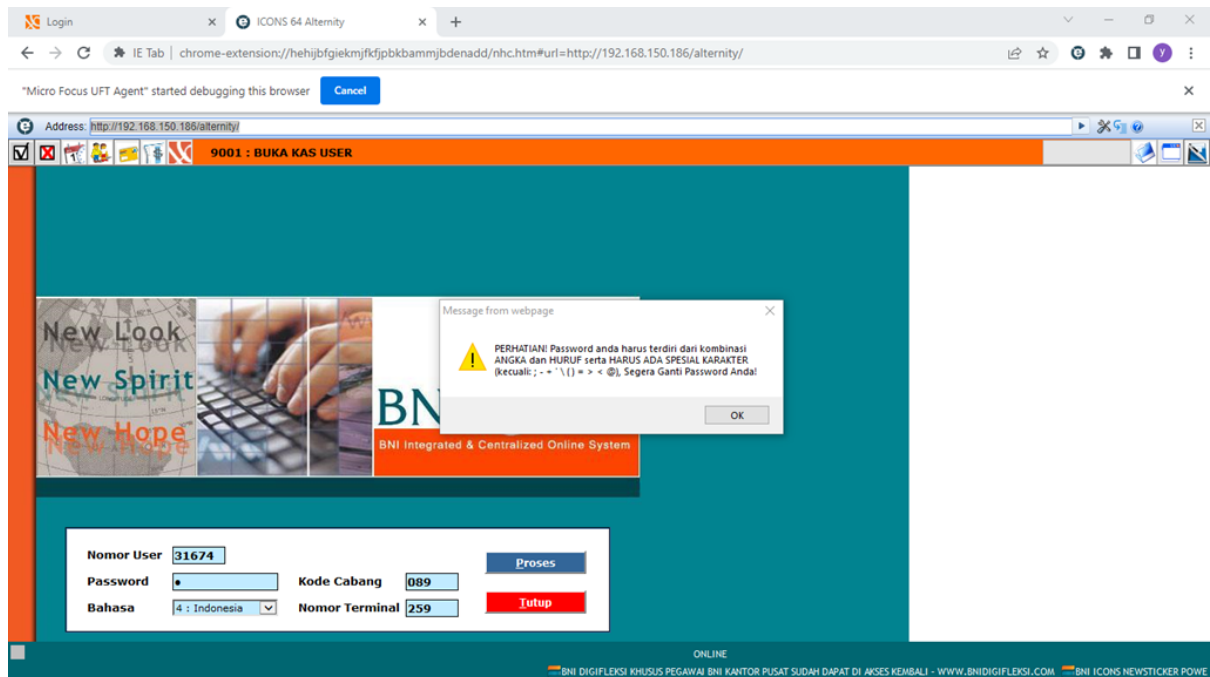 Login
ICONS 64 Alternity
IE Tab | chrome-extension://hehijbfgiekmjfkfjpbkbammjbdenadd/nhc.htm#url=http://192.168.150.186/alternity/
y
"Micro Focus UFT Agent" started debugging this browser Cancel
Address: http://192.168.150.186/alternity/
9001 : BUKA KAS USER
Message from webpage
PERHATIAN! Password anda harus terdiri dari kombinasi
ANGKA dan HURUF serta HARUS ADA SPESIAL KARAKTER
(kecuali: ; - + ' \ () = > < @), Segera Ganti Password Anda!
OK
New Look
New Spirit
New Hope
BN
BNI Integrated & Centralized Online System
Nomor User 31674
Proses
Password • Kode Cabang 089
Bahasa 4 : Indonesia Nomor Terminal 259
Tutup
ONLINE
BNI DIGIFLEKSI KHUSUS PEGAWAI BNI KANTOR PUSAT SUDAH DAPAT DI AKSES KEMBALI - WWW.BNIDIGIFLEKSI.COM BNI ICONS NEWSTICKER POWE